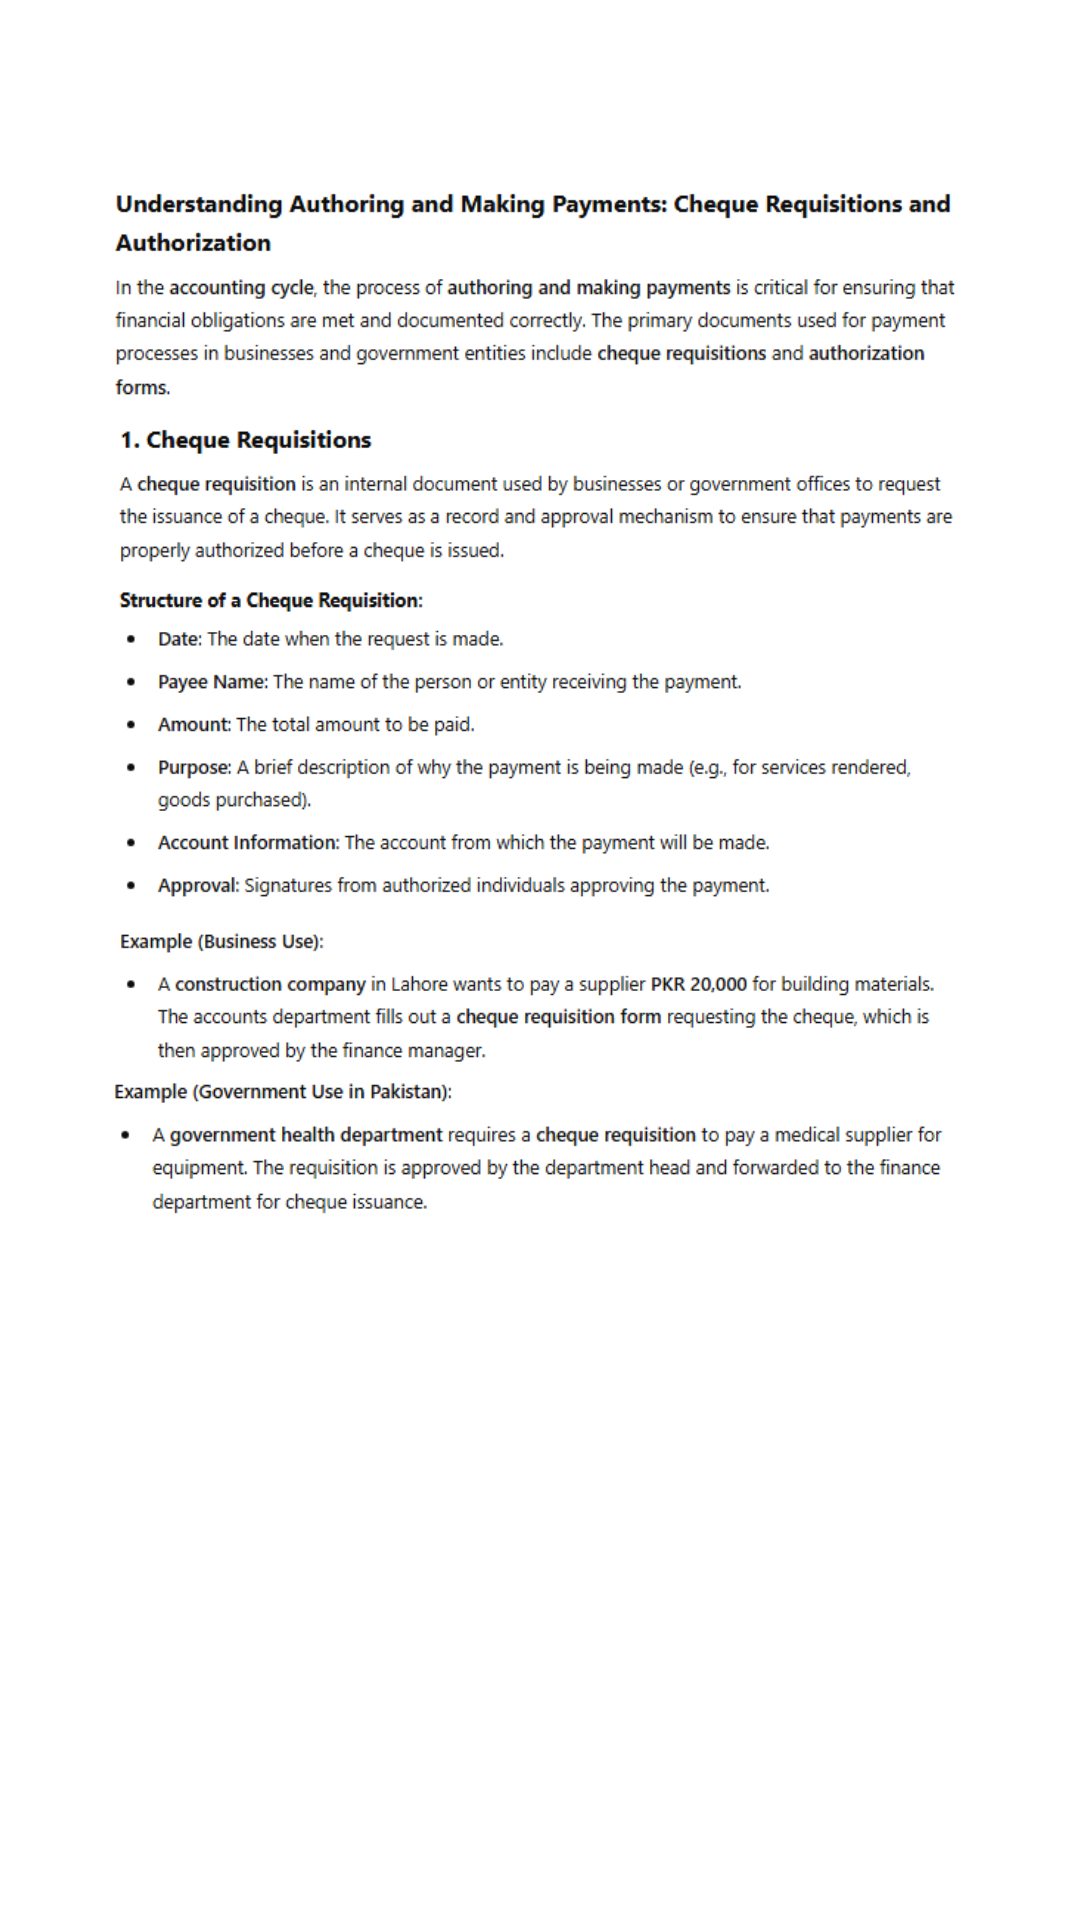 Understanding Authoring and Making Payments: Cheque Requisitions and
Authorization
In the accounting cycle, the process of authoring and making payments is critical for ensuring that
financial obligations are met and documented correctly. The primary documents used for payment
processes in businesses and government entities include cheque requisitions and authorization
forms.
1. Cheque Requisitions
A cheque requisition is an internal document used by businesses or government offices to request
the issuance of a cheque. It serves as a record and approval mechanism to ensure that payments are
properly authorized before a cheque is issued.
Structure of a Cheque Requisition:
• Date: The date when the request is made.
• Payee Name: The name of the person or entity receiving the payment.
• Amount: The total amount to be paid.
• Purpose: A brief description of why the payment is being made (e.g., for services rendered,
goods purchased).
• Account Information: The account from which the payment will be made.
• Approval: Signatures from authorized individuals approving the payment.
Example (Business Use):
• A construction company in Lahore wants to pay a supplier PKR 20,000 for building materials.
The accounts department fills out a cheque requisition form requesting the cheque, which is
then approved by the finance manager.
Example (Government Use in Pakistan):
• A government health department requires a cheque requisition to pay a medical supplier for
equipment. The requisition is approved by the department head and forwarded to the finance
department for cheque issuance.